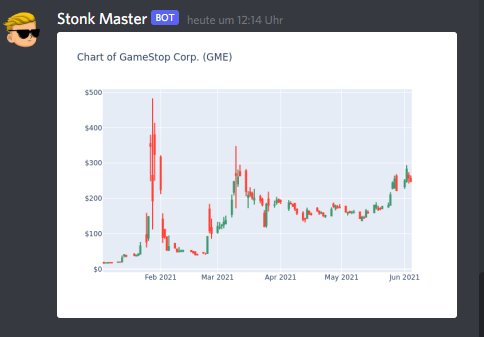 Stonk Master BOT heute um 12:14 Uhr
Chart of GameStop Corp. (GME)
$500
$400
$300
$200
$100
$0
Feb 2021 Mar 2021 Apr 2021 May 2021 Jun 2021